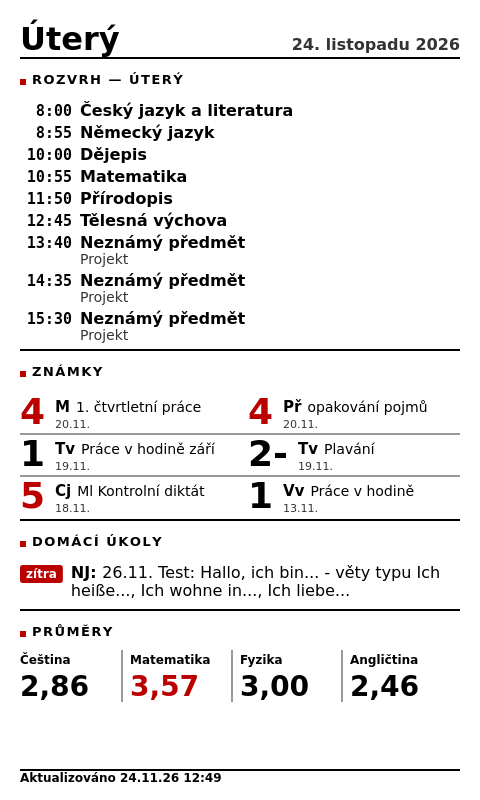 Úterý
24. listopadu 2026
ROZVRH — ÚTERÝ
8:00 Český jazyk a literatura
8:55 Německý jazyk
10:00 Dějepis
10:55 Matematika
11:50 Přírodopis
12:45 Tělesná výchova
13:40 Neznámý předmět
Projekt
14:35 Neznámý předmět
Projekt
15:30 Neznámý předmět
Projekt
ZNÁMKY
4 M 1. čtvrtletní práce
20.11.
4 Př opakování pojmů
20.11.
1 Tv Práce v hodině září
19.11.
2- Tv Plavání
19.11.
5 Cj Ml Kontrolní diktát
18.11.
1 Vv Práce v hodině
13.11.
DOMÁCÍ ÚKOLY
zítra NJ: 26.11. Test: Hallo, ich bin... - věty typu Ich
heiße..., Ich wohne in..., Ich liebe...
PRŮMĚRY
Čeština Matematika Fyzika Angličtina
2,86 3,57 3,00 2,46
Aktualizováno 24.11.26 12:49